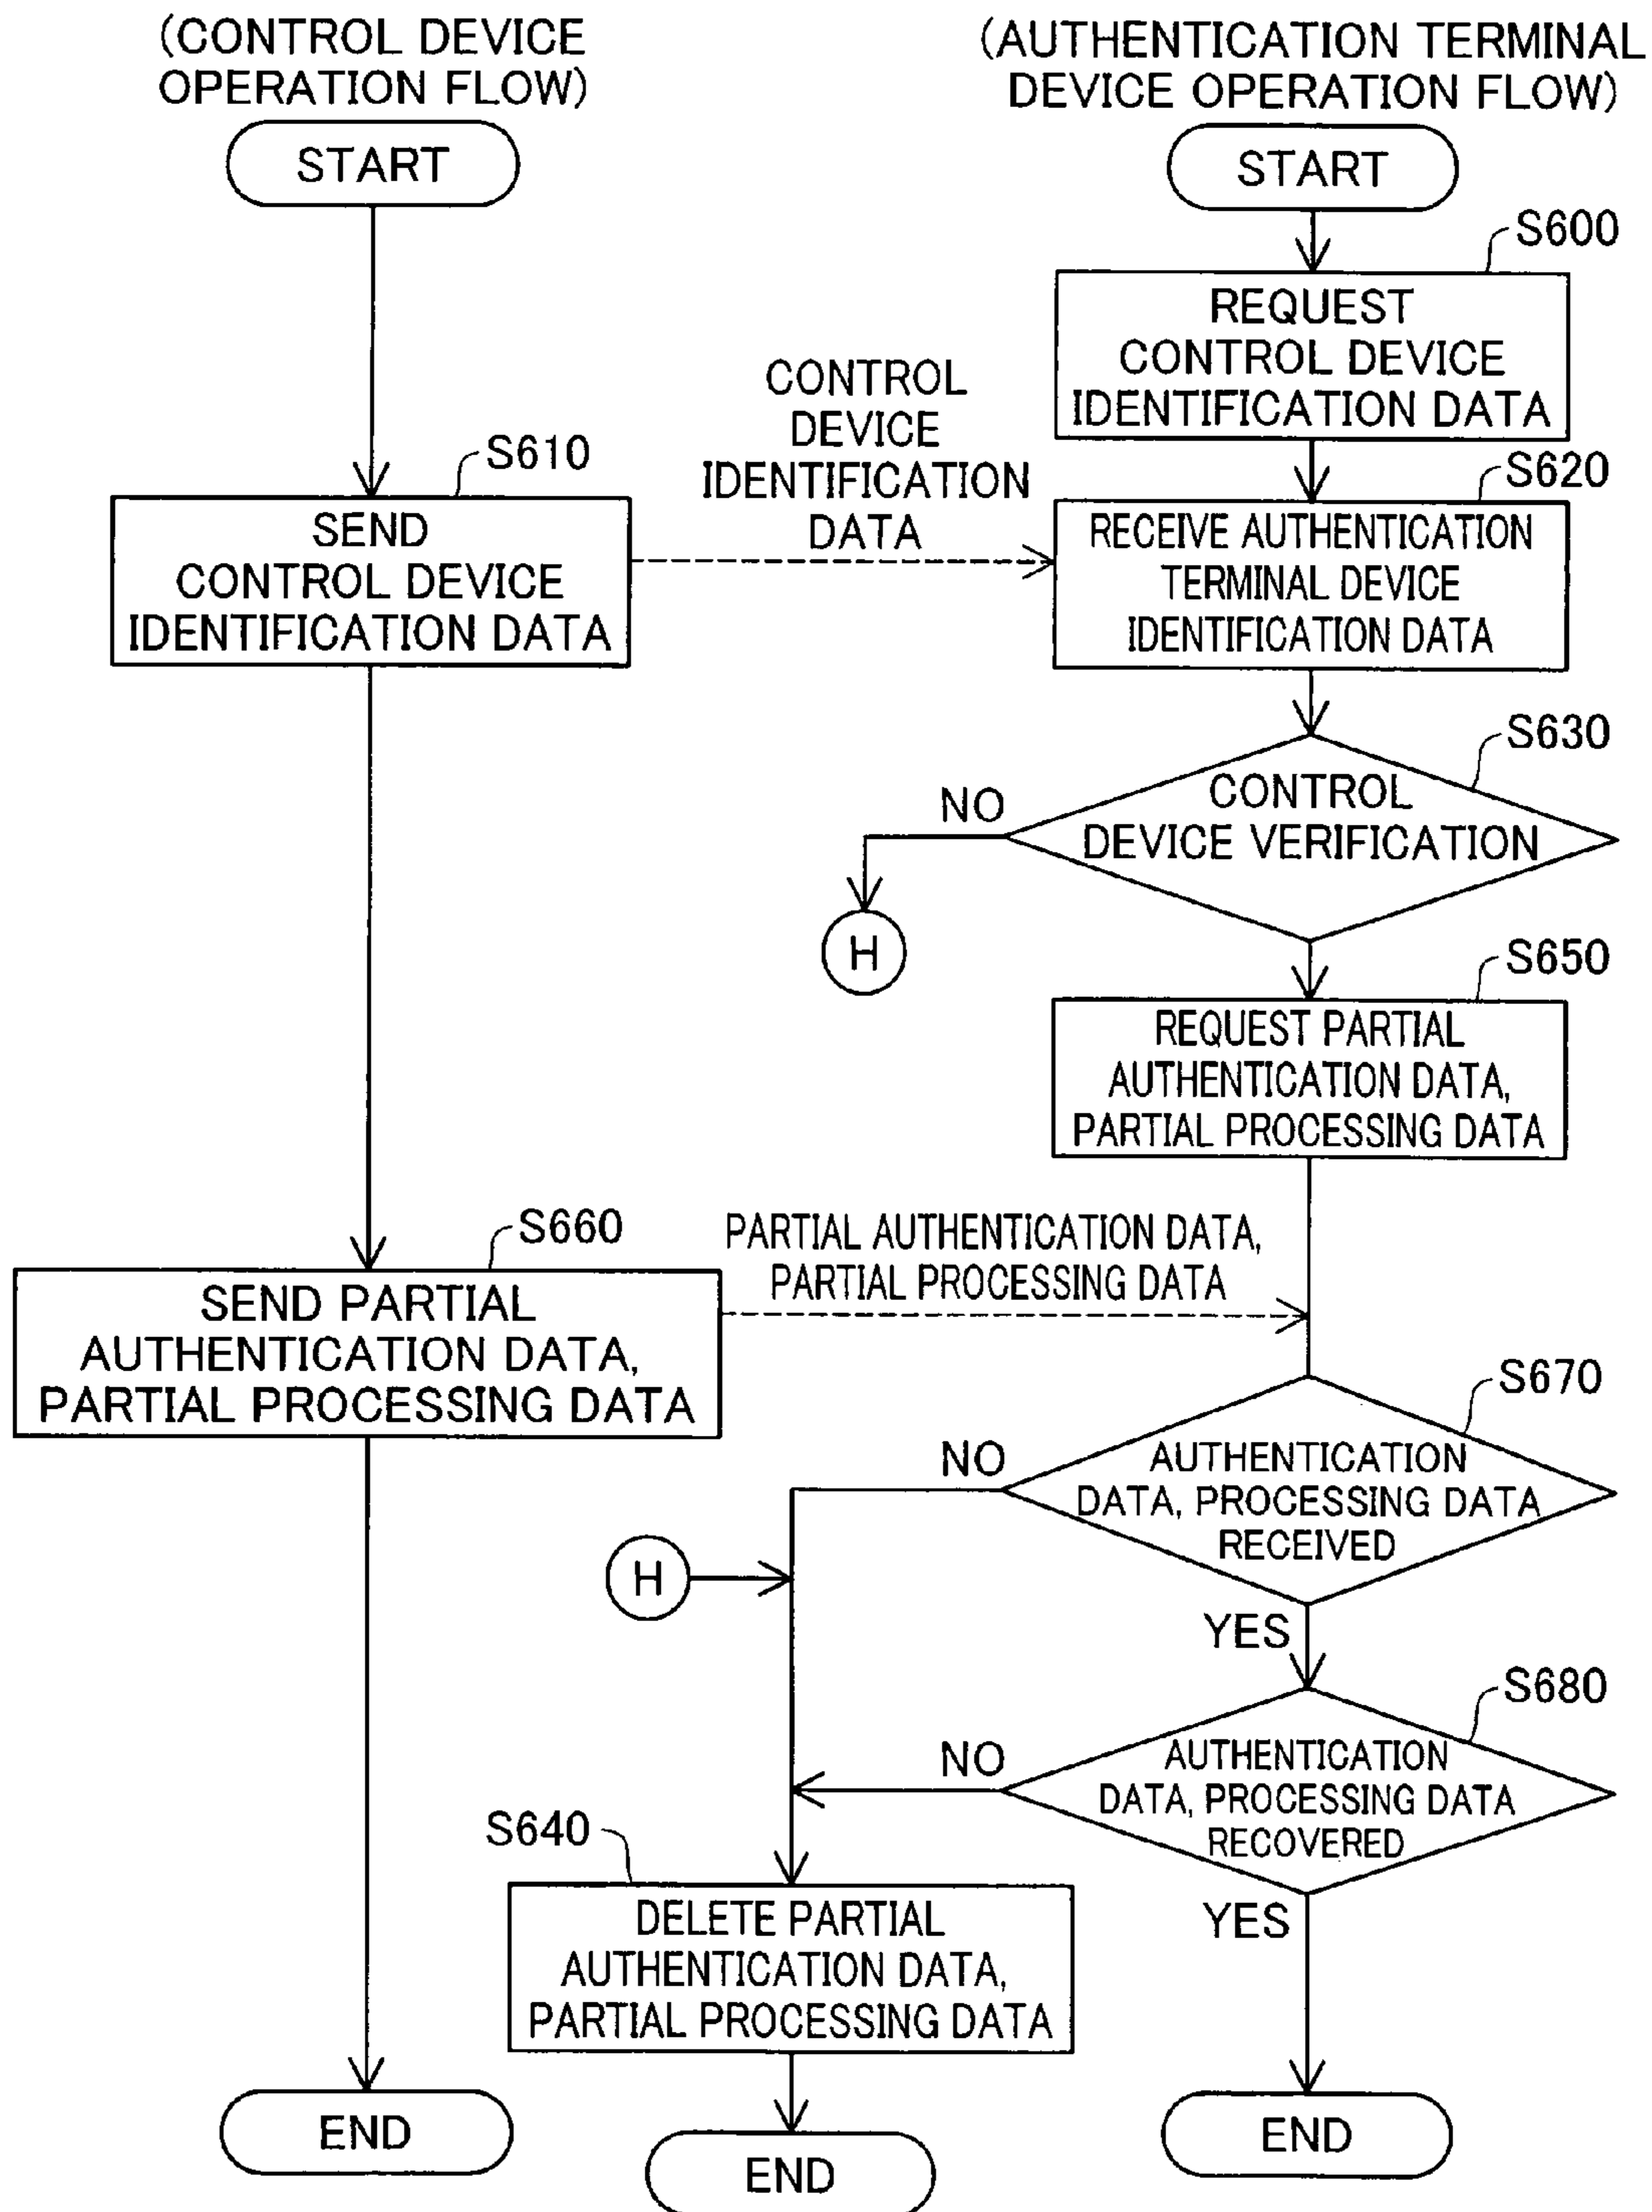 (CONTROL DEVICE
OPERATION FLOW)
START
S610
SEND
CONTROL DEVICE
IDENTIFICATION DATA
CONTROL
DEVICE
IDENTIFICATION
DATA
S660
SEND PARTIAL
AUTHENTICATION DATA,
PARTIAL PROCESSING DATA
PARTIAL AUTHENTICATION DATA,
PARTIAL PROCESSING DATA
END
(AUTHENTICATION TERMINAL
DEVICE OPERATION FLOW)
START
S600
REQUEST
CONTROL DEVICE
IDENTIFICATION DATA
S620
RECEIVE AUTHENTICATION
TERMINAL DEVICE
IDENTIFICATION DATA
S630
CONTROL
DEVICE VERIFICATION
NO
H
S650
REQUEST PARTIAL
AUTHENTICATION DATA,
PARTIAL PROCESSING DATA
S670
AUTHENTICATION
DATA, PROCESSING DATA
RECEIVED
NO
H
YES
S680
AUTHENTICATION
DATA, PROCESSING DATA
RECOVERED
NO
YES
S640
DELETE PARTIAL
AUTHENTICATION DATA,
PARTIAL PROCESSING DATA
END
END